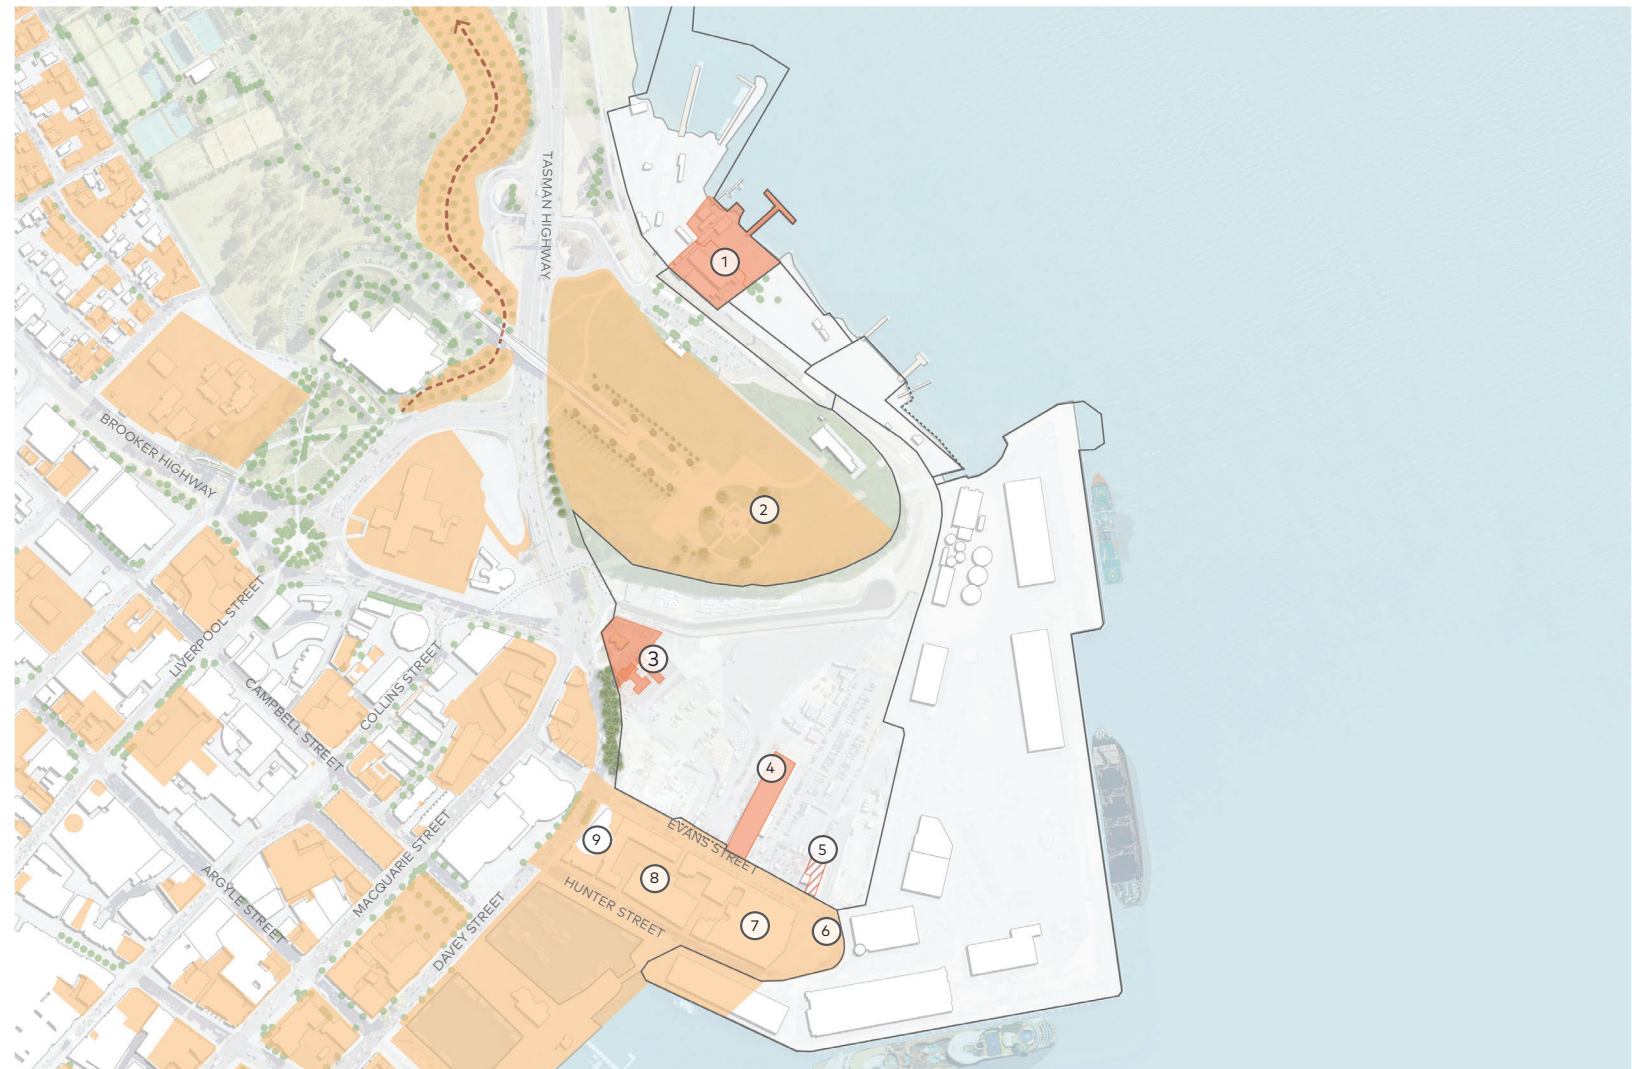 TASMAN HIGHWAY
1
BROOKER HIGHWAY
2
LIVERPOOL STREET
3
COLLINS STREET
CAMPBELL STREET
4
EVANS STREET
9
5
MACQUARIE STREET
8
ARGYLE STREET
HUNTER STREET
7
6
DAVEY STREET